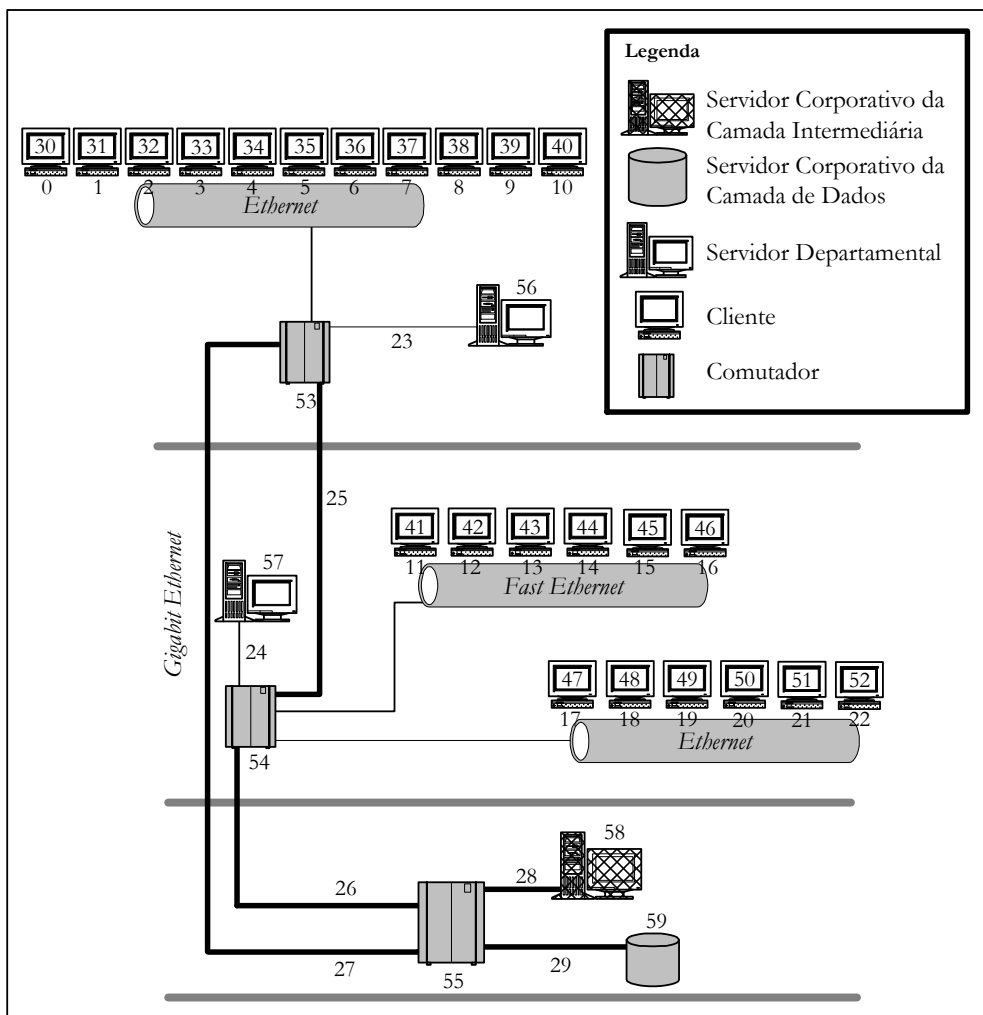 Legenda
Servidor Corporativo da
Camada Intermediária
Servidor Corporativo da
Camada de Dados
Servidor Departamental
Cliente
Comutador
30 31 32 33 34 35 36 37 38 39 40
0 1 2 3 4 5 6 7 8 9 10
Ethernet
56
23
53
25
Gigabit Ethernet
41 42 43 44 45 46
11 12 13 14 15 16
Fast Ethernet
57
24
47 48 49 50 51 52
17 18 19 20 21 22
Ethernet
54
58
28
26
59
27
55
29